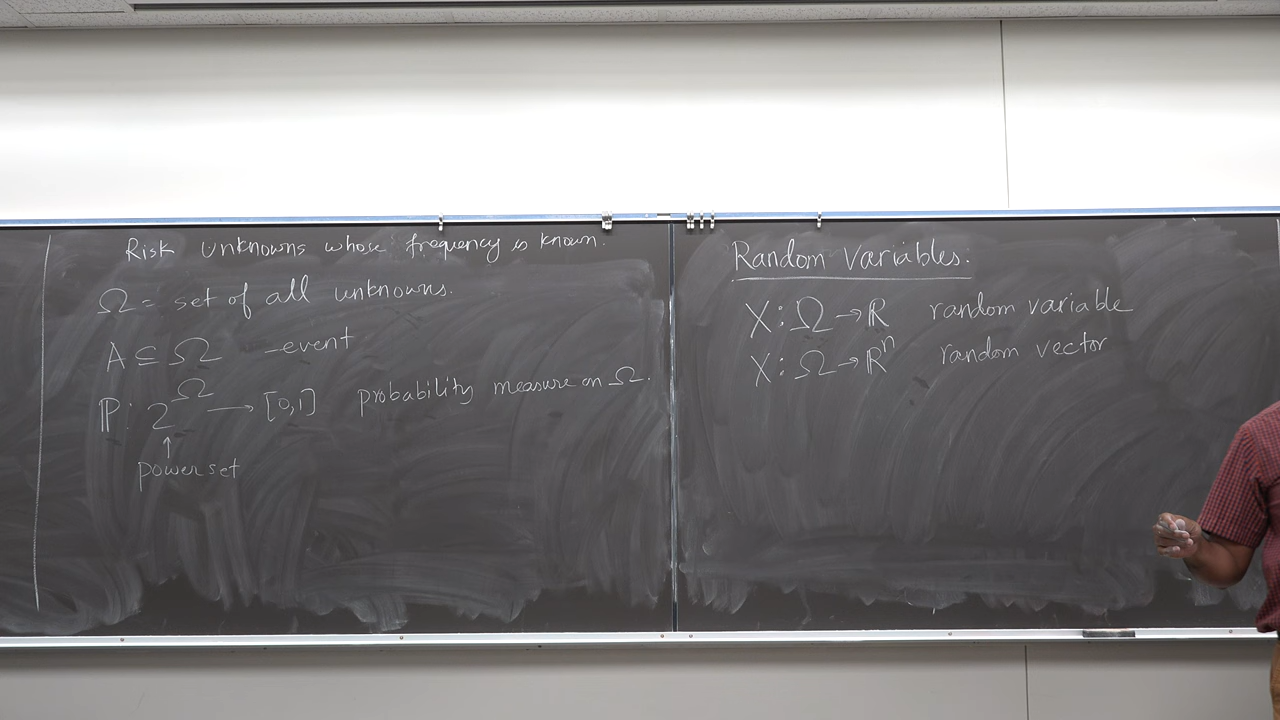 Risk unknowns whose frequency is known.
Ω = set of all unknowns.
A ⊆ Ω - event
ℙ: 2^Ω → [0,1] probability measure on Ω.
↑
power set
Random Variables:
X: Ω → ℝ random variable
X: Ω → ℝ^n random vector